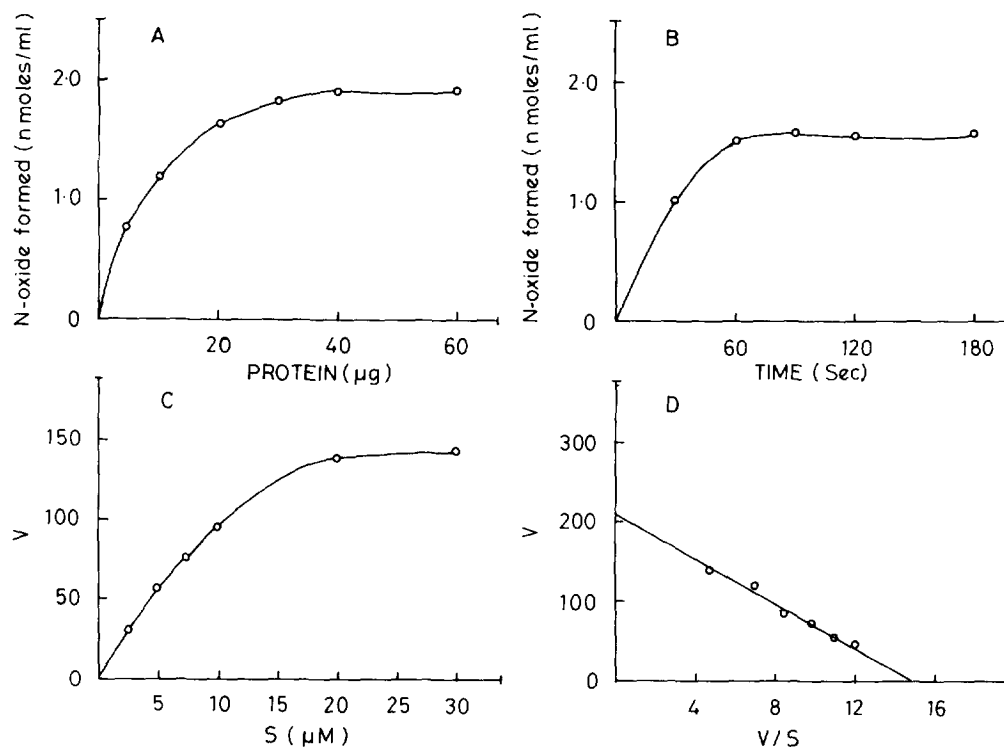 A
N-oxide formed (n moles/ml)
2·0
1·0
0
20 40 60
PROTEIN (µg)
B
N-oxide formed (n moles/ml)
2·0
1·0
0
60 120 180
TIME (Sec)
C
V
150
100
50
0
5 10 15 20 25 30
S (µM)
D
V
300
200
100
0
4 8 12 16
V/S